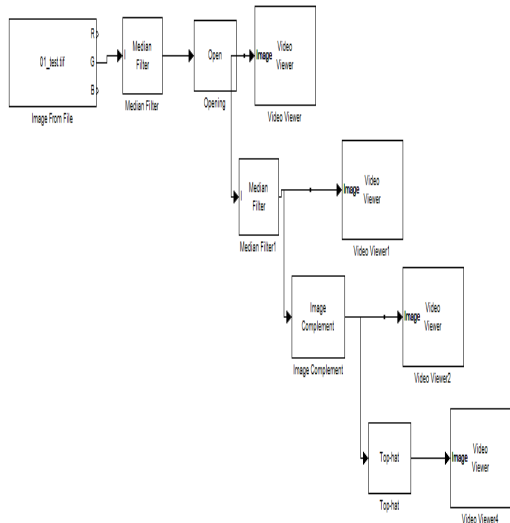 R
01_test.tif
G
B
Image From File
I
Median
Filter
Median Filter
Open
Opening
Image
Video
Viewer
Video Viewer
I
Median
Filter
Median Filter1
Image
Video
Viewer
Video Viewer1
Image
Complement
Image Complement
Image
Video
Viewer
Video Viewer2
Top-hat
Top-hat
Image
Video
Viewer
Video Viewer4